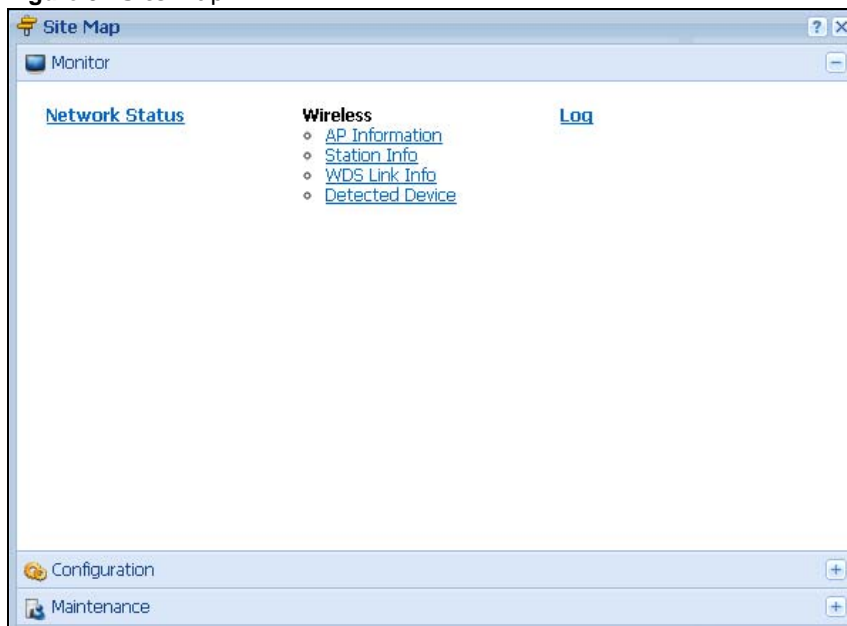 Site Map
? X
Monitor
Network Status
Wireless
AP Information
Station Info
WDS Link Info
Detected Device
Log
Configuration
Maintenance